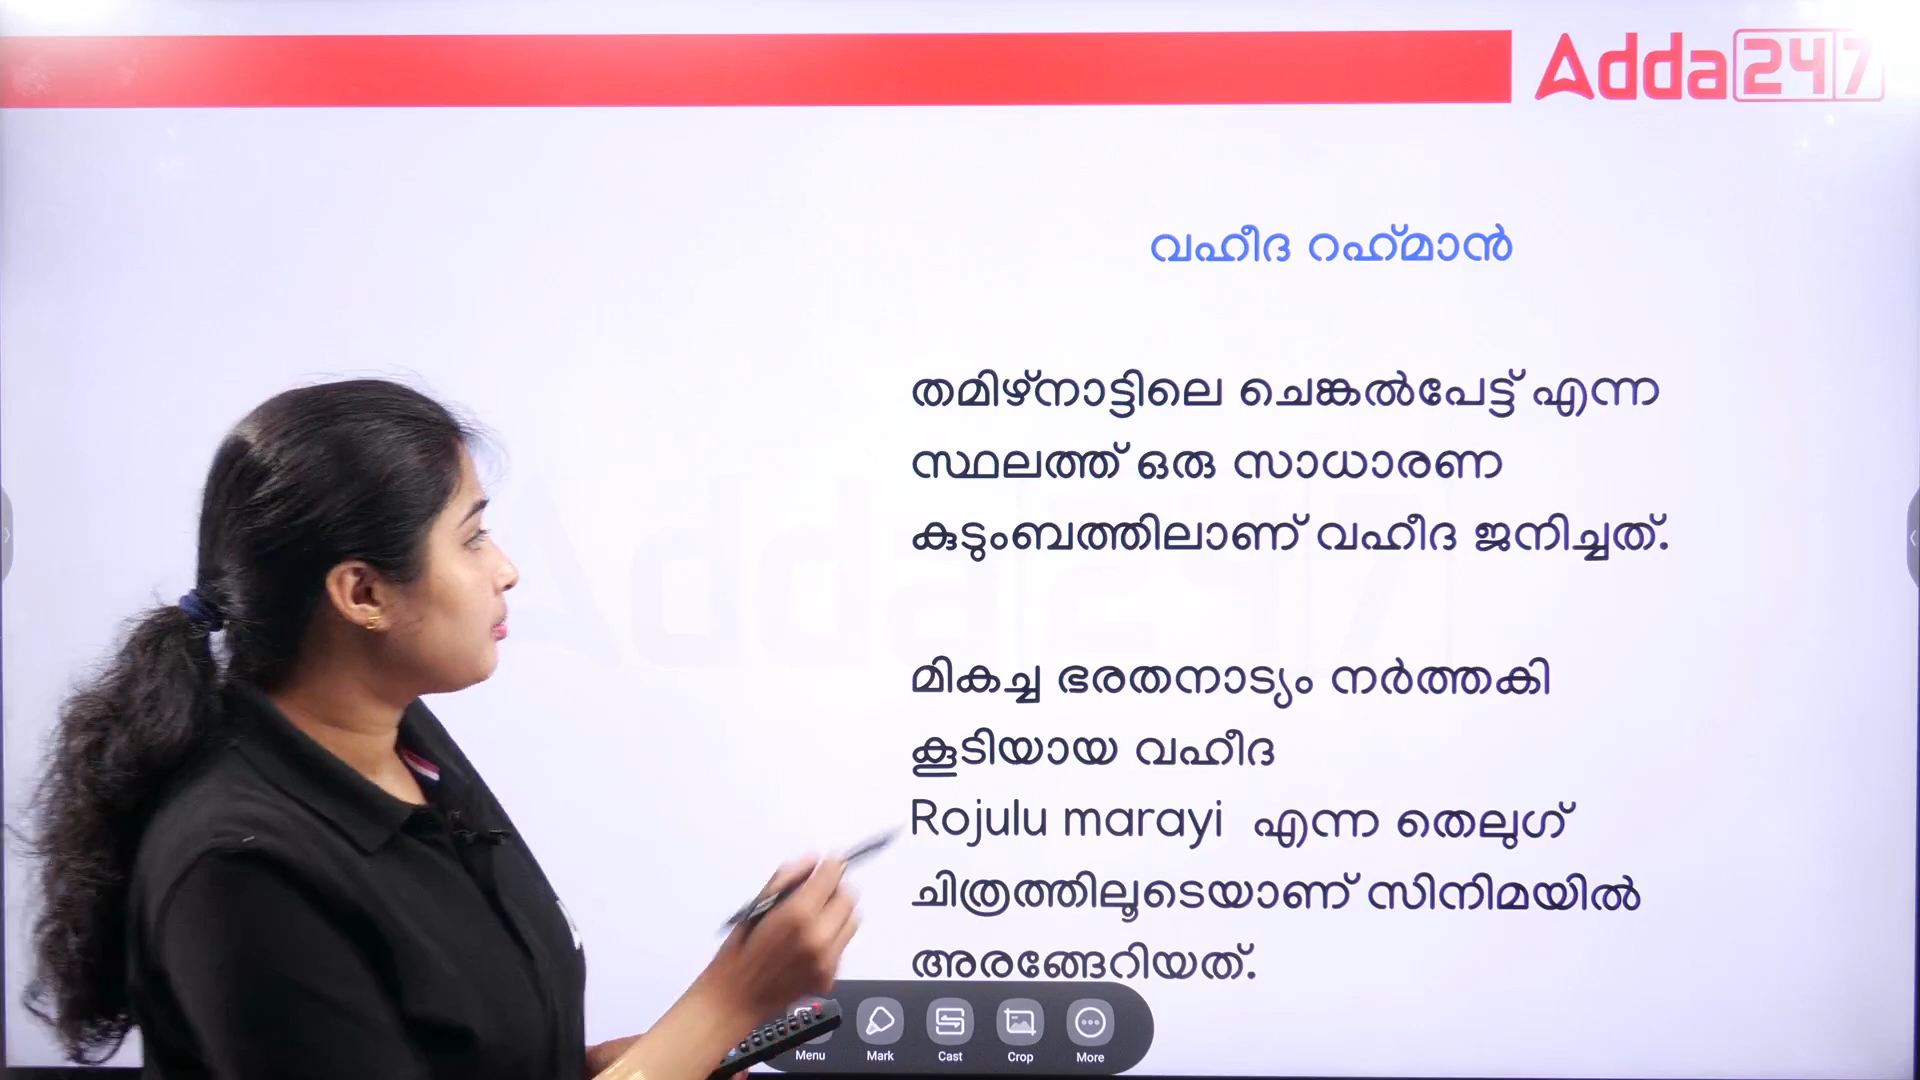 Adda247
വഹീദ റഹ്‌മാൻ
തമിഴ്നാട്ടിലെ ചെങ്കൽപേട്ട് എന്ന
സ്ഥലത്ത് ഒരു സാധാരണ
കുടുംബത്തിലാണ് വഹീദ ജനിച്ചത്.
മികച്ച ഭരതനാട്യം നർത്തകി
കൂടിയായ വഹീദ
Rojulu marayi എന്ന തെലുഗ്
ചിത്രത്തിലൂടെയാണ് സിനിമയിൽ
അരങ്ങേറിയത്.
Menu Mark Cast Crop More